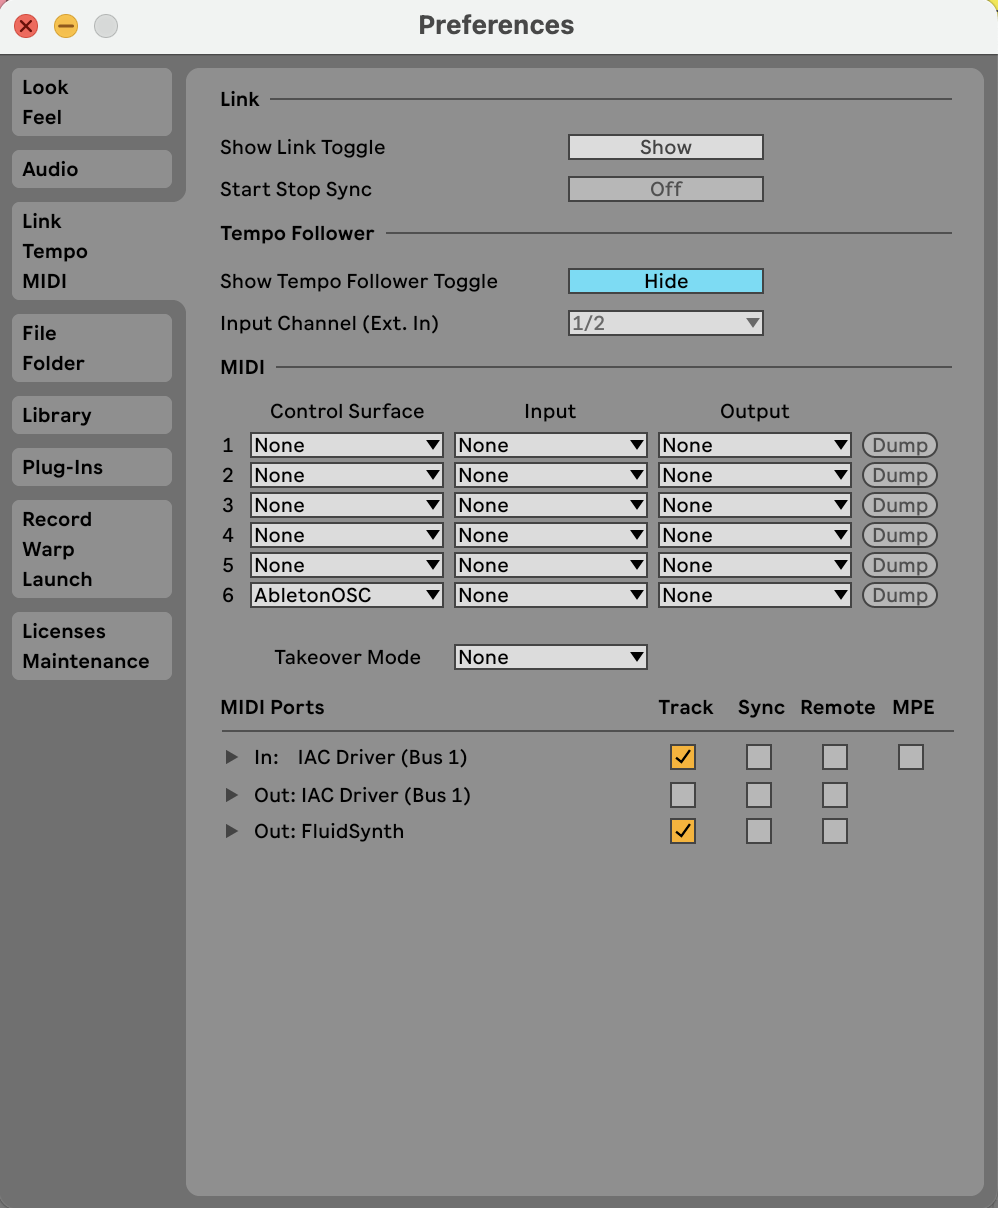 Preferences
Look
Feel
Audio
Link
Tempo
MIDI
File
Folder
Library
Plug-Ins
Record
Warp
Launch
Licenses
Maintenance
Link
Show Link Toggle Show
Start Stop Sync Off
Tempo Follower
Show Tempo Follower Toggle Hide
Input Channel (Ext. In) 1/2
MIDI
Control Surface Input Output
1 None None None Dump
2 None None None Dump
3 None None None Dump
4 None None None Dump
5 None None None Dump
6 AbletonOSC None None Dump
Takeover Mode None
MIDI Ports Track Sync Remote MPE
In: IAC Driver (Bus 1)
Out: IAC Driver (Bus 1)
Out: FluidSynth